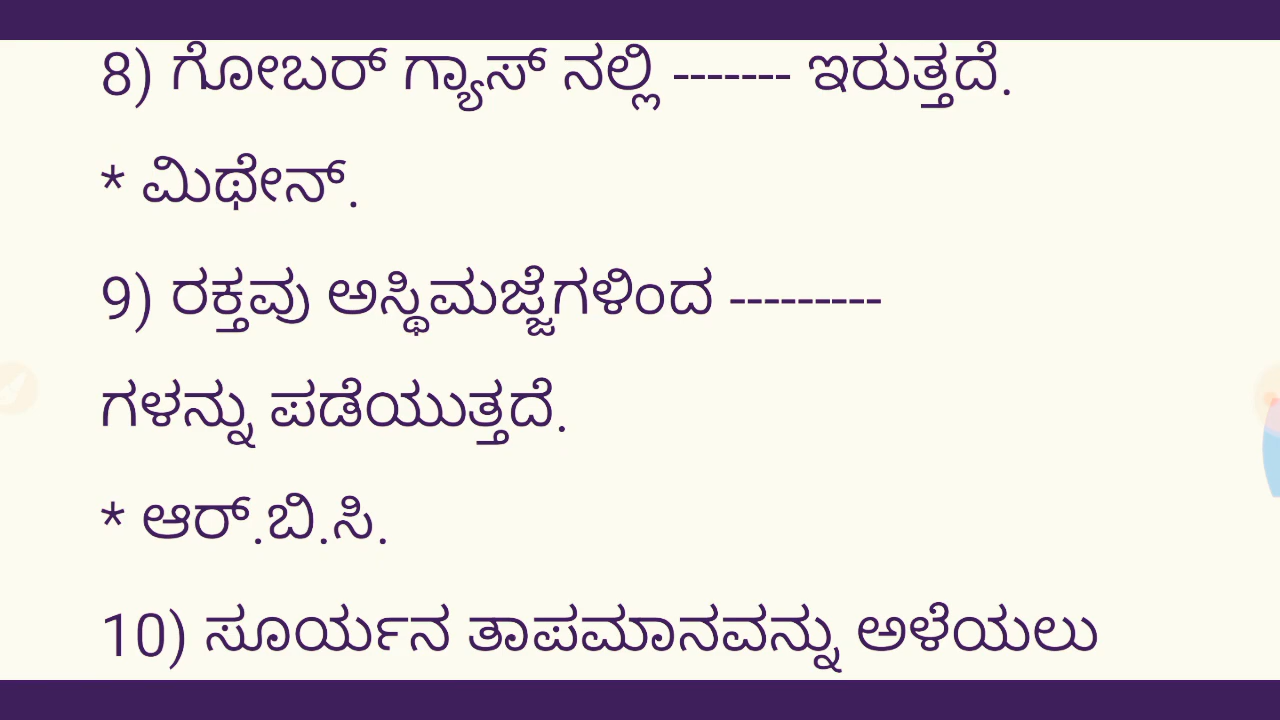 8) ಗೋಬರ್ ಗ್ಯಾಸ್ ನಲ್ಲಿ ------- ಇರುತ್ತದೆ.
* ಮಿಥೇನ್.
9) ರಕ್ತವು ಅಸ್ಥಿಮಜ್ಜೆಗಳಿಂದ ---------
ಗಳನ್ನು ಪಡೆಯುತ್ತದೆ.
* ಆರ್.ಬಿ.ಸಿ.
10) ಸೂರ್ಯನ ತಾಪಮಾನವನ್ನು ಅಳೆಯಲು